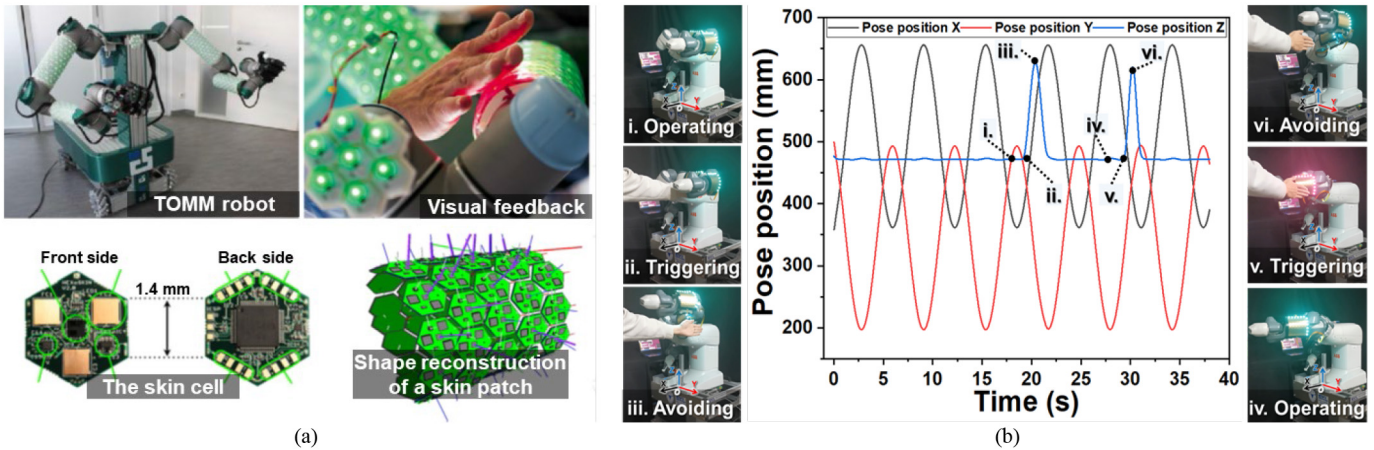 TOMM robot
Visual feedback
Front side
Back side
1.4 mm
The skin cell
Shape reconstruction
of a skin patch
(a)
i. Operating
ii. Triggering
iii. Avoiding
Pose position X
Pose position Y
Pose position Z
Pose position (mm)
700
600
500
400
300
200
i.
ii.
iii.
iv.
v.
vi.
0
5
10
15
20
25
30
35
40
Time (s)
vi. Avoiding
v. Triggering
iv. Operating
(b)